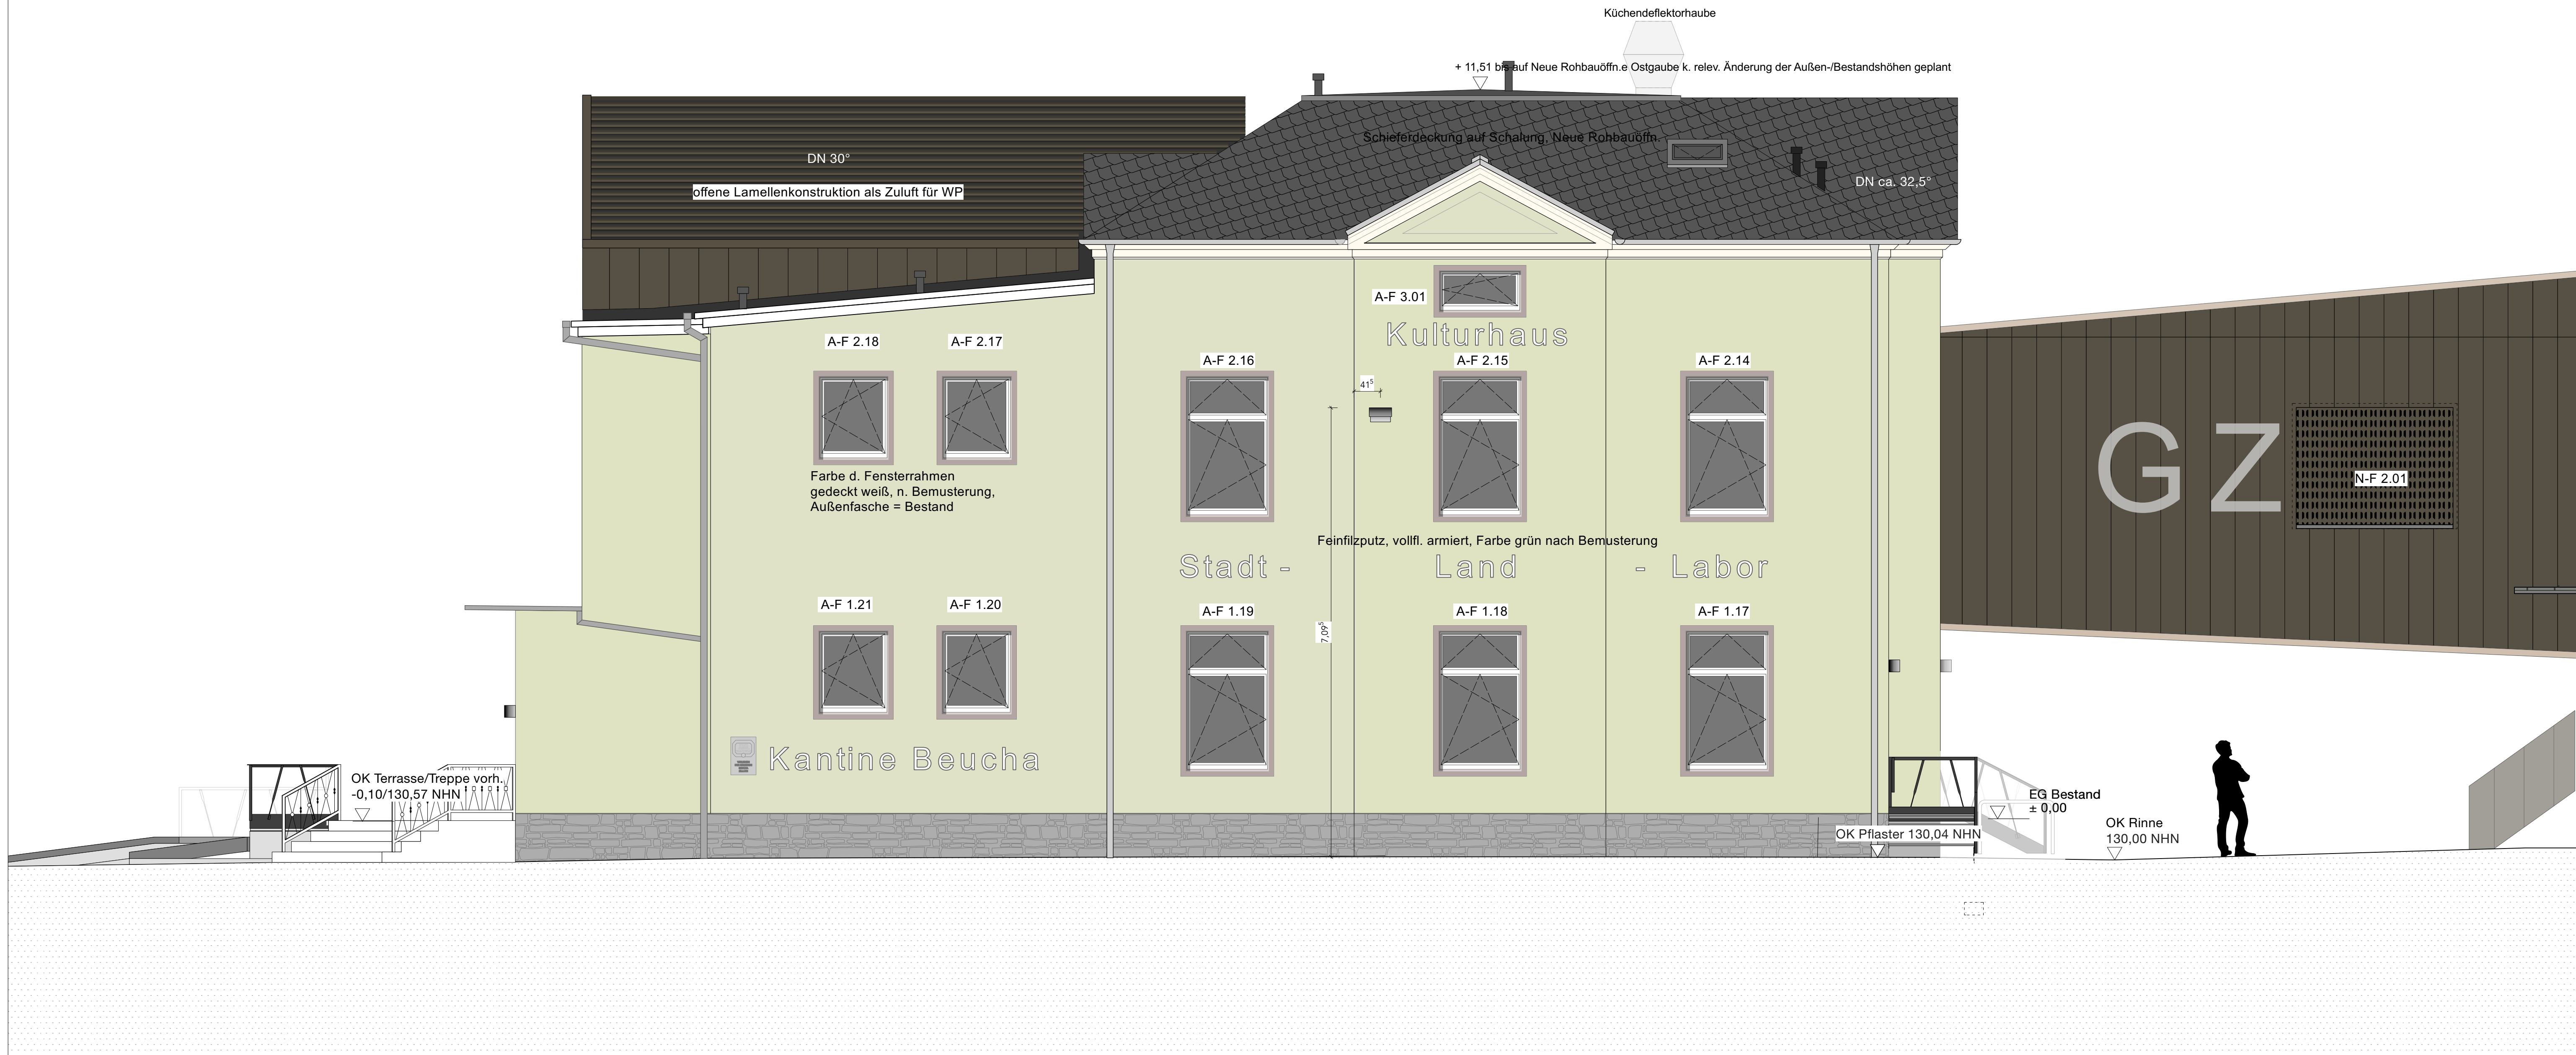 Küchendeflektorhaube
+ 11,51 bis auf Neue Rohbauöffn.e Ostgaube k. relev. Änderung der Außen-/Bestandshöhen geplant
Schieferdeckung auf Schalung, Neue Rohbauöffn.
DN 30°
DN ca. 32,5°
offene Lamellenkonstruktion als Zuluft für WP
A-F 3.01
Kulturhaus
A-F 2.18
A-F 2.17
A-F 2.16
A-F 2.15
A-F 2.14
41⁵
GZ
N-F 2.01
Farbe d. Fensterrahmen
gedeckt weiß, n. Bemusterung,
Außenfasche = Bestand
Feinfilzputz, vollfl. armiert, Farbe grün nach Bemusterung
Stadt - Land - Labor
A-F 1.21
A-F 1.20
A-F 1.19
A-F 1.18
A-F 1.17
7,09⁵
Kantine Beucha
OK Terrasse/Treppe vorh.
-0,10/130,57 NHN
EG Bestand
± 0,00
OK Pflaster 130,04 NHN
OK Rinne
130,00 NHN